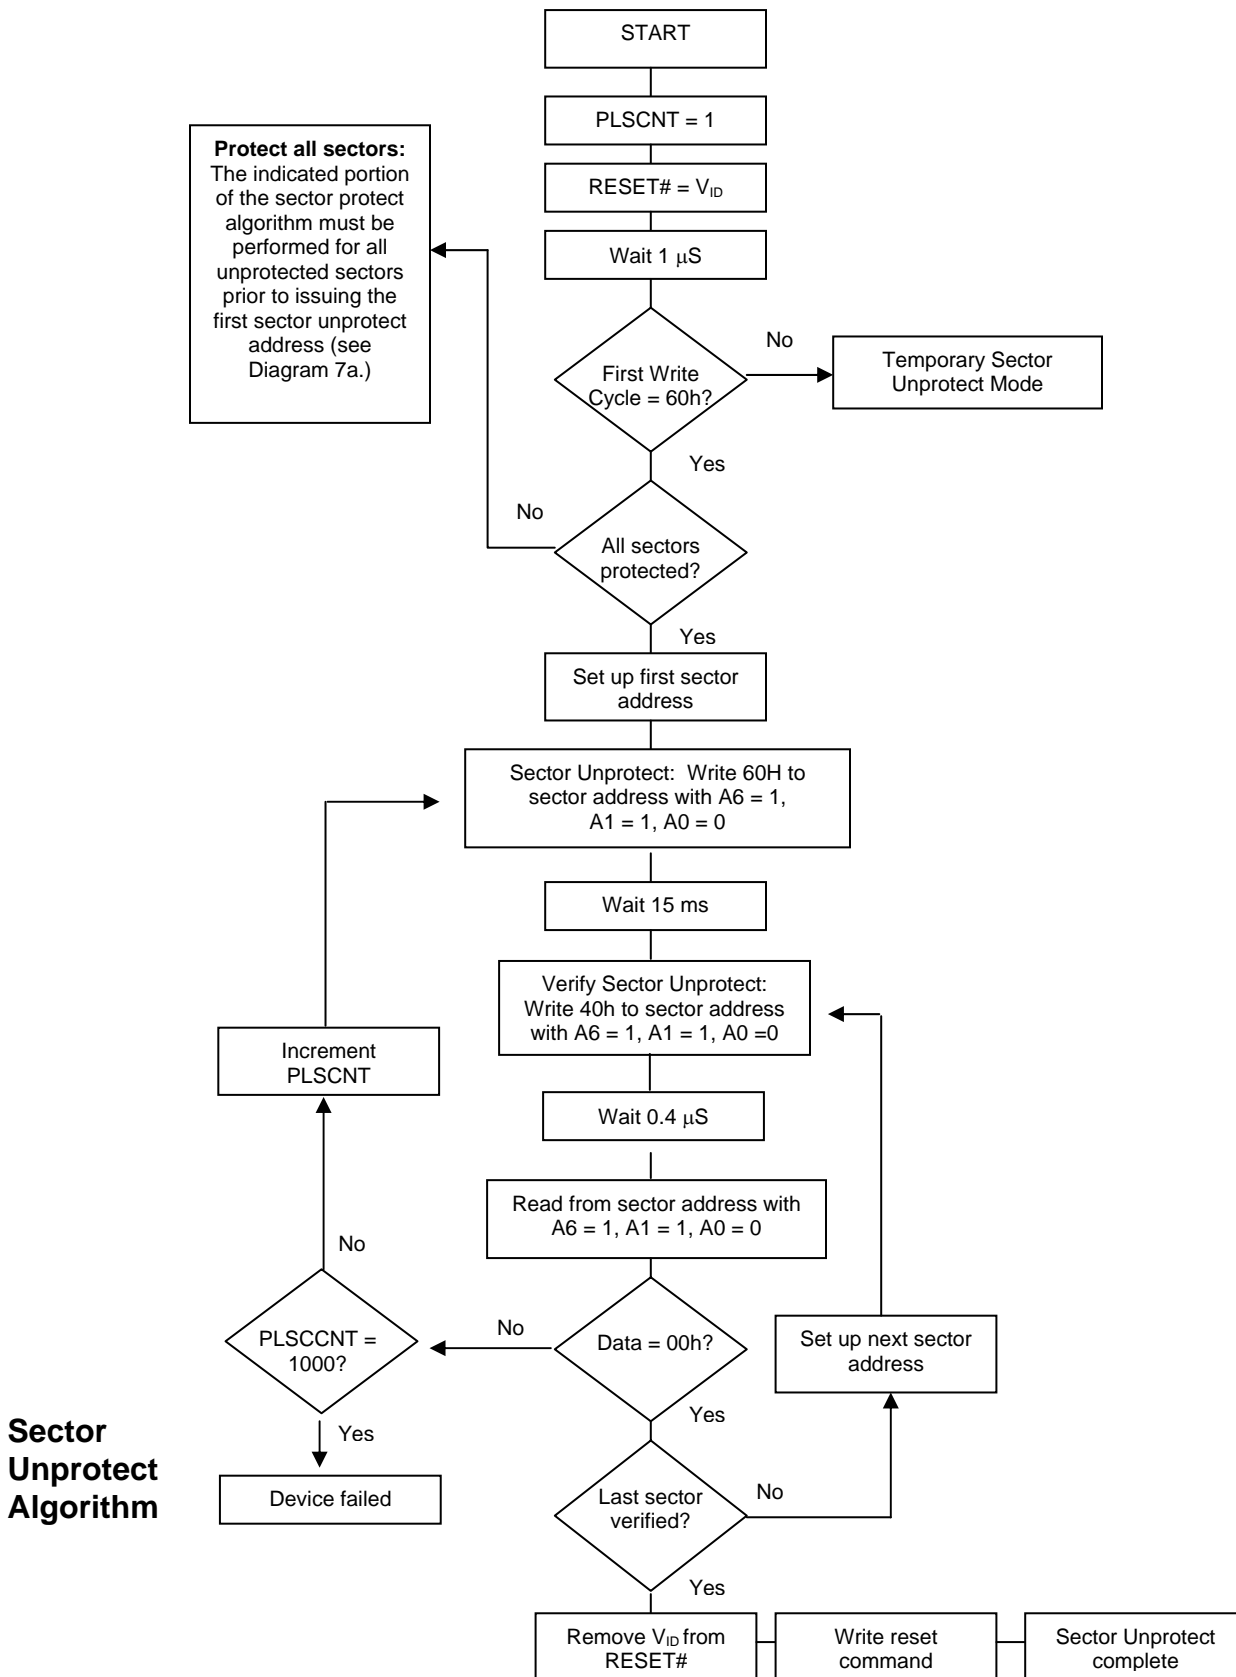 START
PLSCNT = 1
Protect all sectors:
The indicated portion
of the sector protect
algorithm must be
performed for all
unprotected sectors
prior to issuing the
first sector unprotect
address (see
Diagram 7a.)
RESET# = VID
Wait 1 μS
First Write
Cycle = 60h?
No
Temporary Sector
Unprotect Mode
Yes
No
All sectors
protected?
Yes
Set up first sector
address
Sector Unprotect: Write 60H to
sector address with A6 = 1,
A1 = 1, A0 = 0
Wait 15 ms
Verify Sector Unprotect:
Write 40h to sector address
with A6 = 1, A1 = 1, A0 =0
Increment
PLSCNT
Wait 0.4 μS
Read from sector address with
A6 = 1, A1 = 1, A0 = 0
No
PLSCCNT =
1000?
No
Data = 00h?
Set up next sector
address
Yes
Yes
Sector
Unprotect
Algorithm
Device failed
Last sector
verified?
No
Yes
Remove VID from
RESET#
Write reset
command
Sector Unprotect
complete